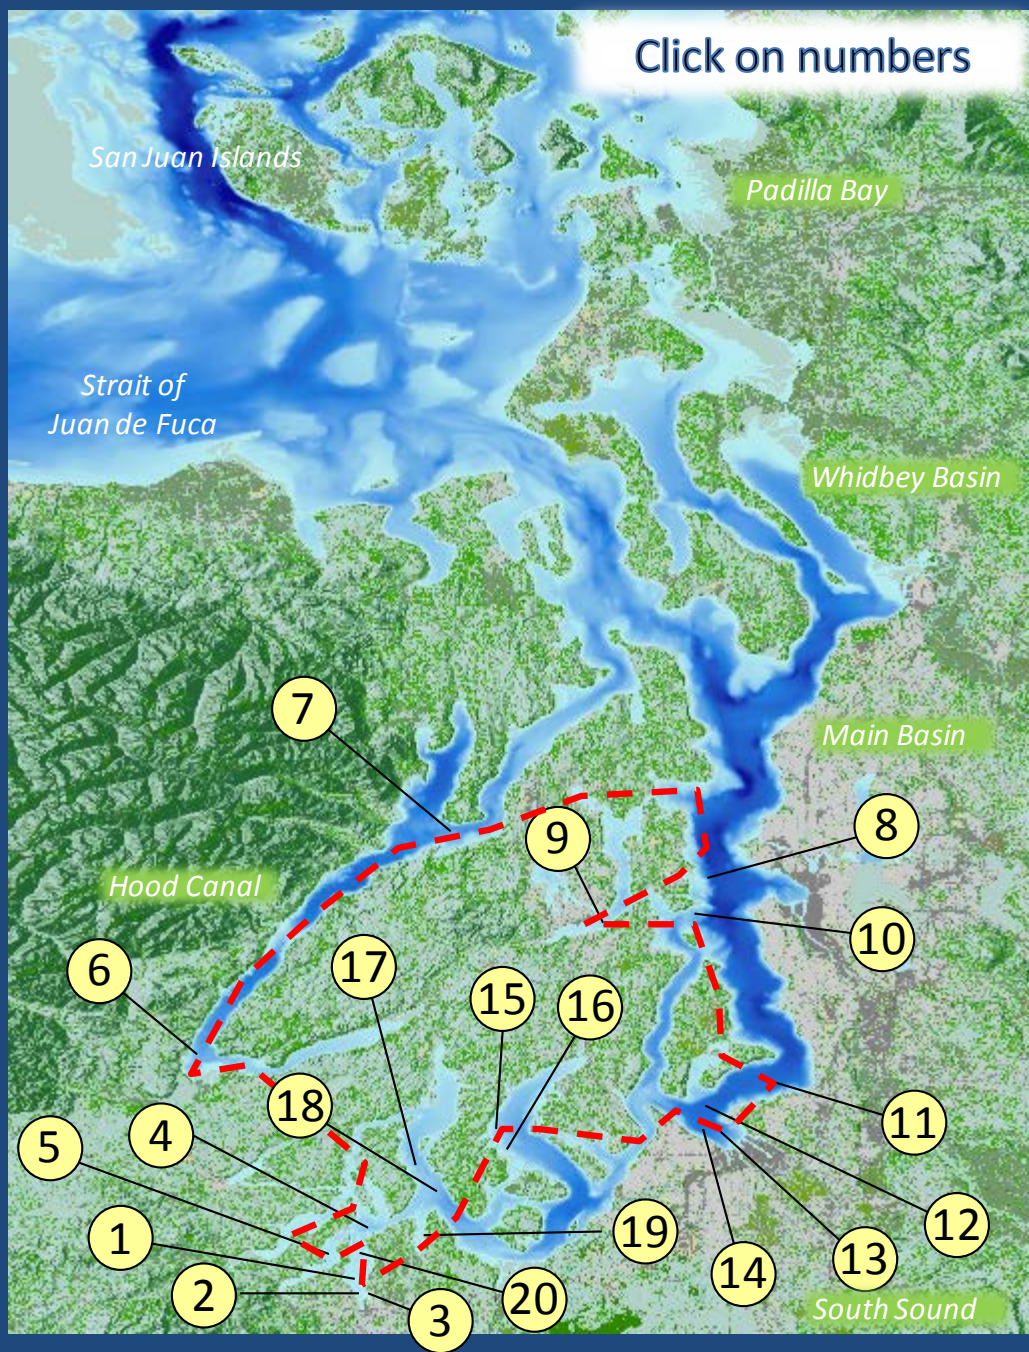 Click on numbers
San Juan Islands
Padilla Bay
Strait of
Juan de Fuca
Whidbey Basin
7
Main Basin
8
9
Hood Canal
10
6
17
15
16
18
11
4
5
1
19
12
13
14
2
20
3
South Sound